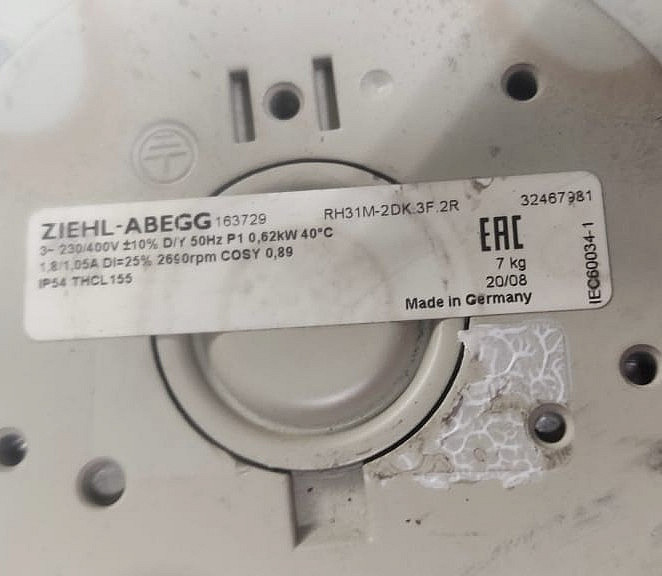 ZIEHL-ABEGG 163729 RH31M-2DK.3F.2R 32467981
3~ 230/400V ±10% D/Y 50Hz P1 0,62kW 40°C
1,8/1,05A DI=25% 2690rpm COSY 0,89
IP54 THCL155
EAC
7 kg
20/08
Made in Germany
IEC60034-1